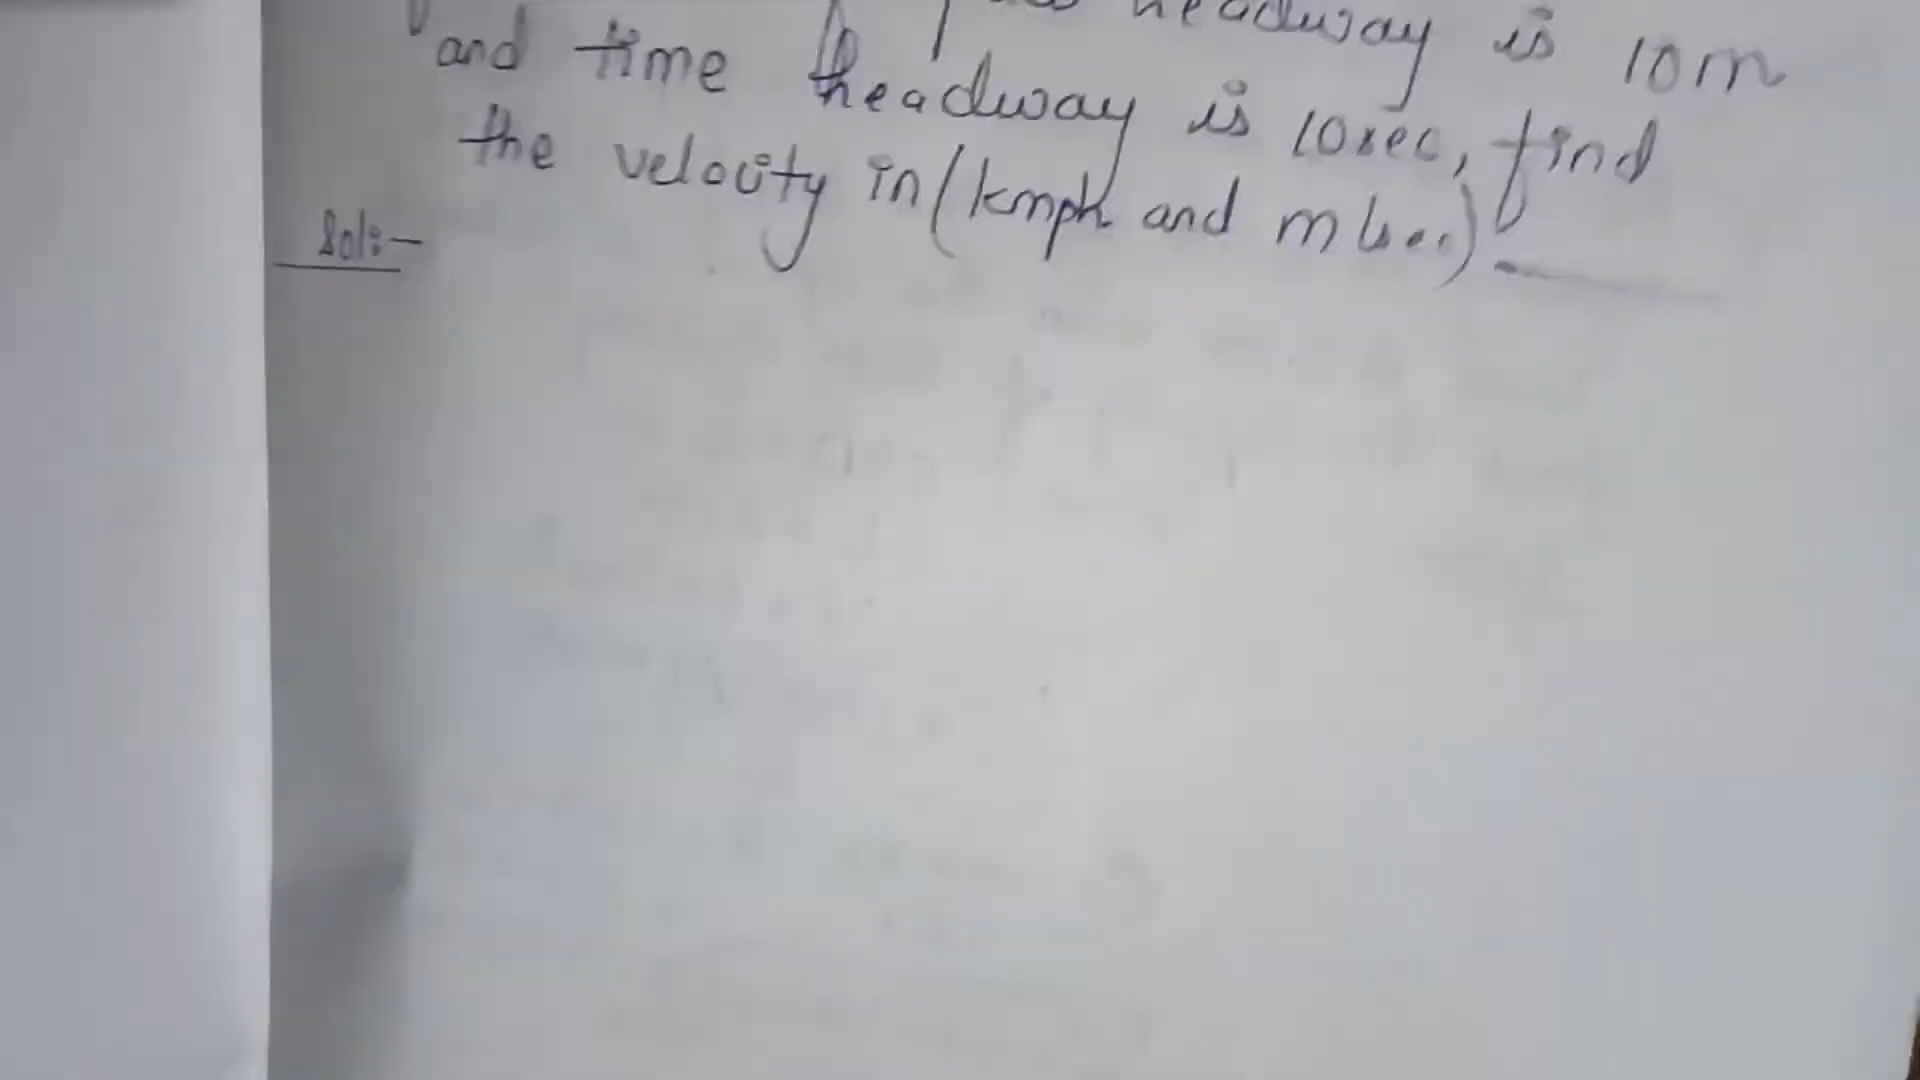 headway is 10m
and time headway is 10sec, find
the velocity in (kmph and m/sec)
Sol:-